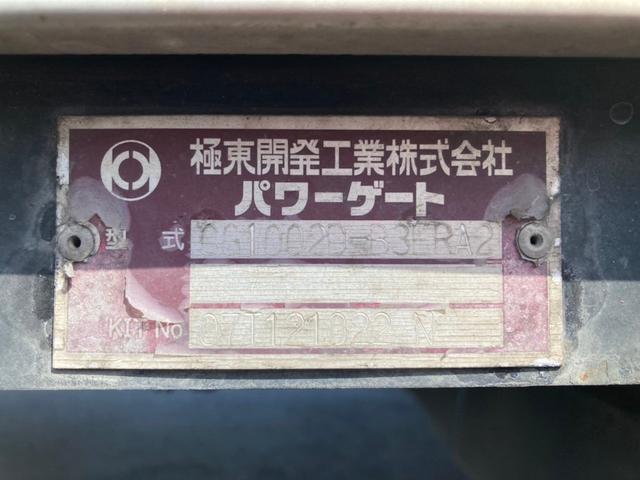 極東開発工業株式会社
パワーゲート
型 式 CG1002D-B3ERA2
KIT No 07T121022 N